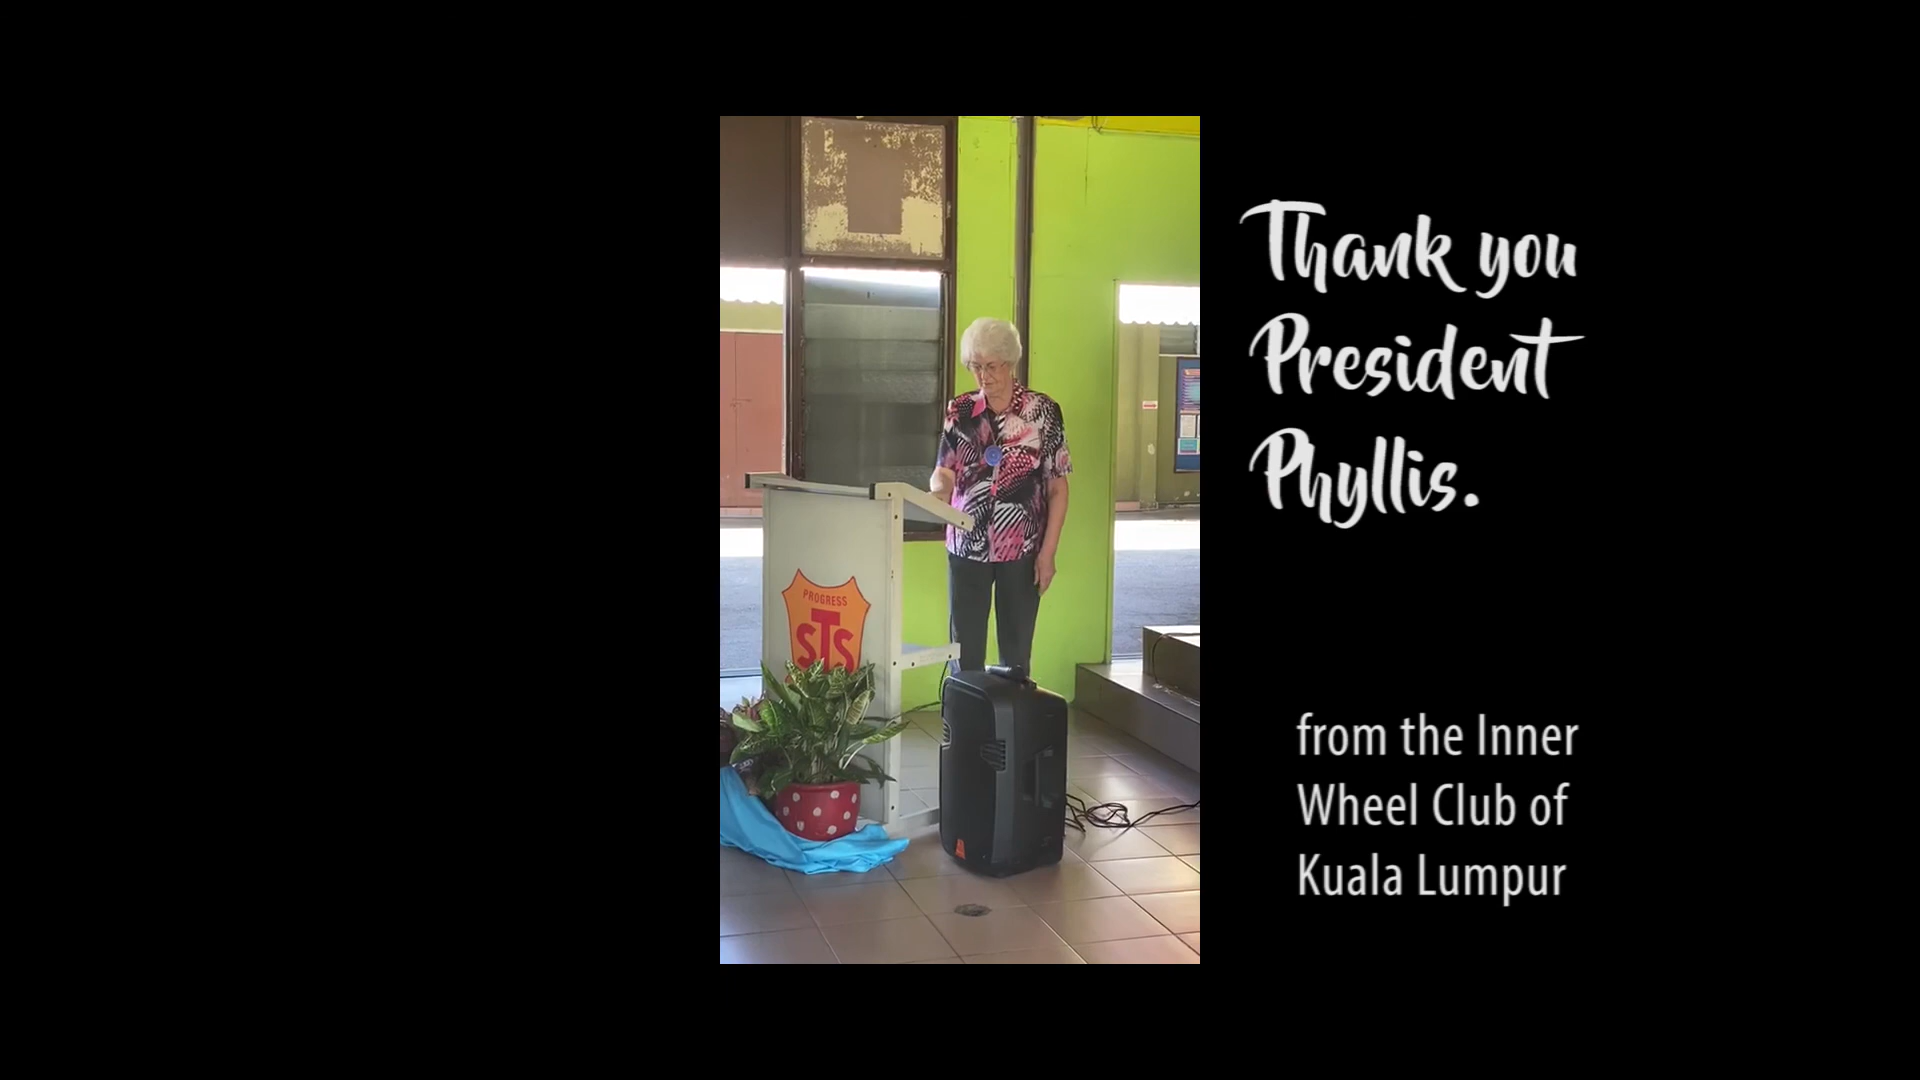 Thank you
President
Phyllis.
from the Inner
Wheel Club of
Kuala Lumpur
PROGRESS
STS